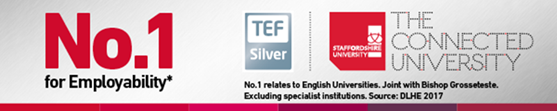 No.1
for Employability*
TEF
Silver
STAFFORDSHIRE
UNIVERSITY
THE
CONNECTED
UNIVERSITY
No.1 relates to English Universities. Joint with Bishop Grosseteste.
Excluding specialist institutions. Source: DLHE 2017